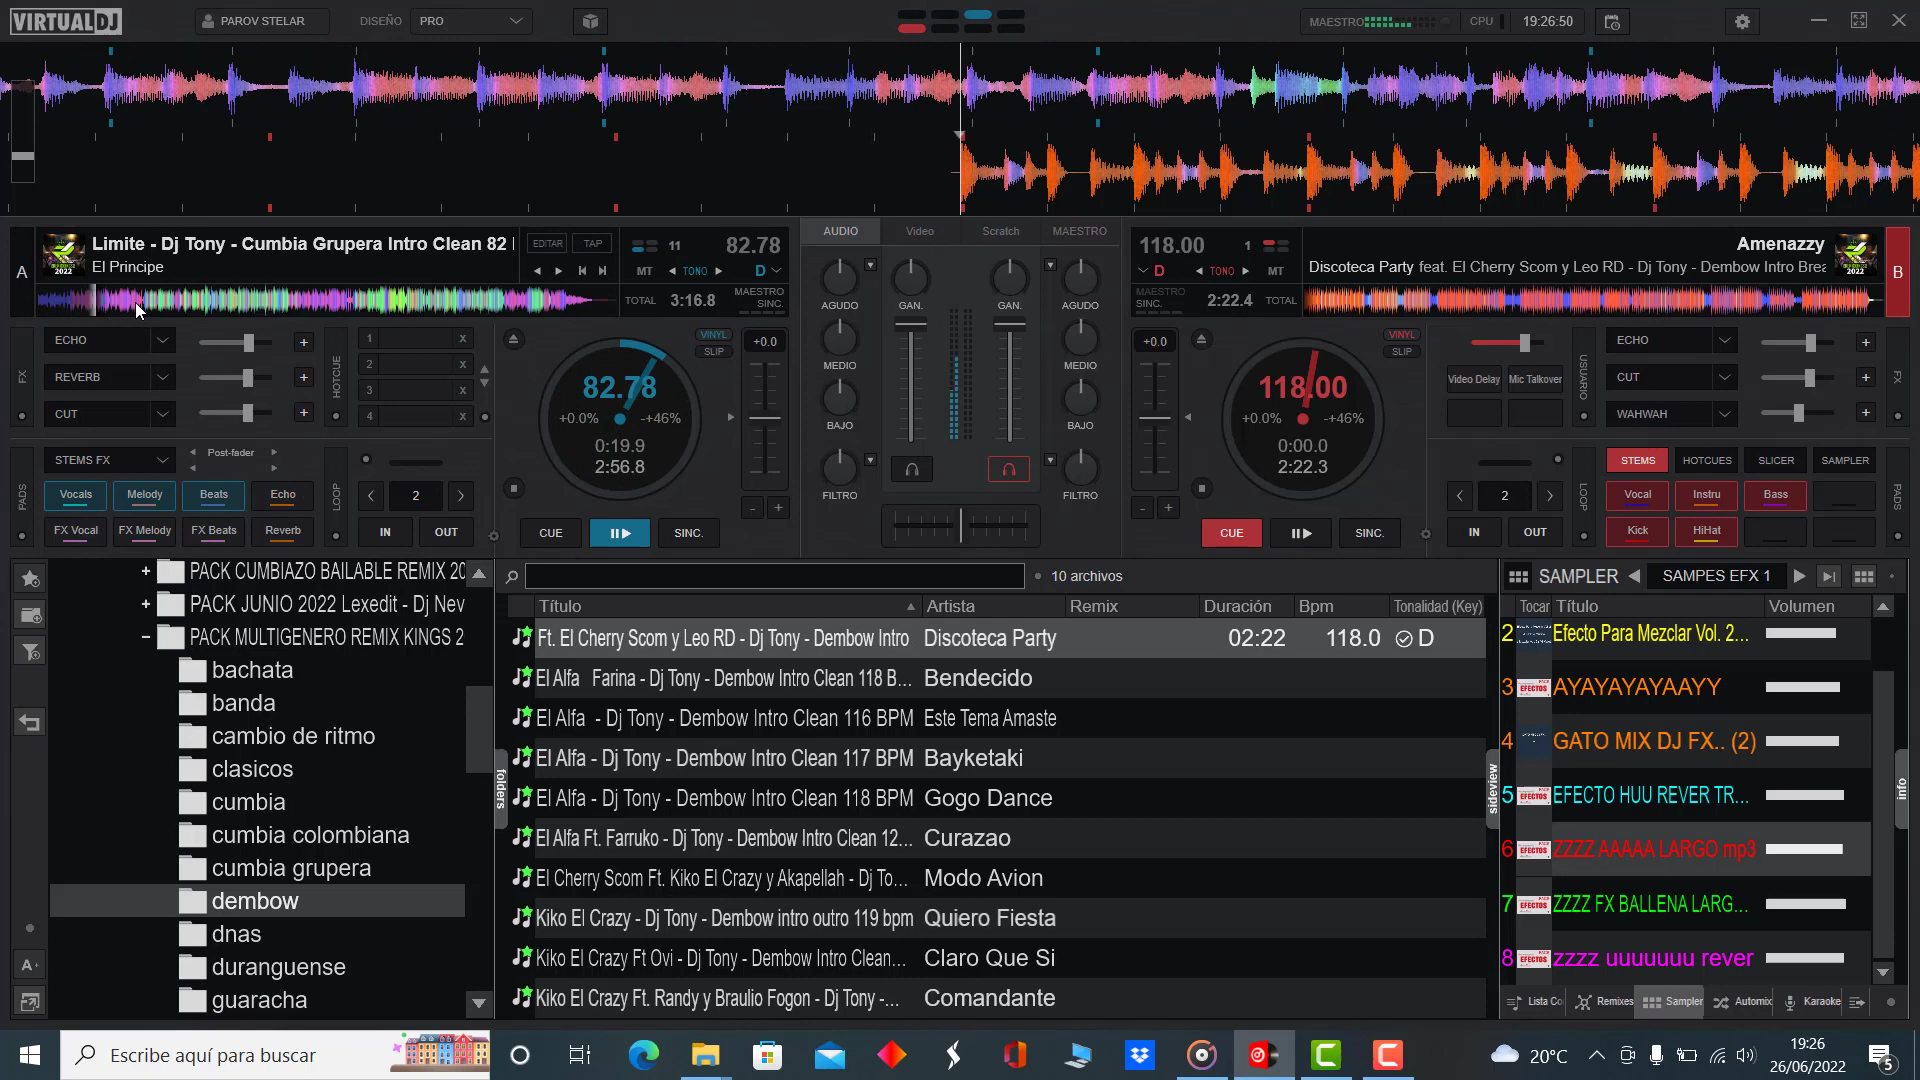 VIRTUALDJ
PAROV STELAR
DISEÑO
PRO
MAESTRO
CPU
19:26:50
A
Limite - Dj Tony - Cumbia Grupera Intro Clean 82
El Principe
EDITAR
TAP
11
82.78
MT
TONO
D
TOTAL
3:16.8
MAESTRO
SINC.
AUDIO
Video
Scratch
MAESTRO
118.00
1
D
TONO
MT
MAESTRO
SINC.
2:22.4
TOTAL
Amenazzy
Discoteca Party feat. El Cherry Scom y Leo RD - Dj Tony - Dembow Intro Brea
B
FX
ECHO
REVERB
CUT
HOTCUE
1 x
2 x
3 x
4 x
VINYL
SLIP
+0.0
82.78
+0.0%
-+46%
0:19.9
2:56.8
AGUDO
GAN.
GAN.
AGUDO
MEDIO
MEDIO
BAJO
BAJO
FILTRO
FILTRO
+0.0
VINYL
SLIP
118.00
+0.0%
-+46%
0:00.0
2:22.3
Video Delay
Mic Talkover
USUARIO
ECHO
CUT
WAHWAH
FX
PADS
STEMS FX
Post-fader
Vocals
Melody
Beats
Echo
FX Vocal
FX Melody
FX Beats
Reverb
LOOP
2
IN
OUT
CUE
SINC.
CUE
SINC.
2
IN
OUT
LOOP
STEMS
HOTCUES
SLICER
SAMPLER
Vocal
Instru
Bass
Kick
HiHat
PADS
PACK CUMBIAZO BAILABLE REMIX 20
PACK JUNIO 2022 Lexedit - Dj Nev
PACK MULTIGENERO REMIX KINGS 2
bachata
banda
cambio de ritmo
clasicos
cumbia
cumbia colombiana
cumbia grupera
dembow
dnas
duranguense
guaracha
folders
10 archivos
Título
Artista
Remix
Duración
Bpm
Tonalidad (Key)
Ft. El Cherry Scom y Leo RD - Dj Tony - Dembow Intro
Discoteca Party
02:22
118.0
D
El Alfa   Farina - Dj Tony - Dembow Intro Clean 118 B...
Bendecido
El Alfa  - Dj Tony - Dembow Intro Clean 116 BPM
Este Tema Amaste
El Alfa - Dj Tony - Dembow Intro Clean 117 BPM
Bayketaki
El Alfa - Dj Tony - Dembow Intro Clean 118 BPM
Gogo Dance
El Alfa Ft. Farruko - Dj Tony - Dembow Intro Clean 12...
Curazao
El Cherry Scom Ft. Kiko El Crazy y Akapellah - Dj To...
Modo Avion
Kiko El Crazy - Dj Tony - Dembow intro outro 119 bpm
Quiero Fiesta
Kiko El Crazy Ft Ovi - Dj Tony - Dembow Intro Clean...
Claro Que Si
Kiko El Crazy Ft. Randy y Braulio Fogon - Dj Tony -...
Comandante
sideview
SAMPLER
SAMPES EFX 1
Tocar
Título
Volumen
2
Efecto Para Mezclar Vol. 2...
3
EFECTOS
AYAYAYAYAAYY
4
GATO MIX DJ FX.. (2)
5
EFECTOS
EFECTO HUU REVER TR...
6
EFECTOS
ZZZZ AAAAA LARGO mp3
7
EFECTOS
ZZZZ FX BALLENA LARG...
8
EFECTOS
zzzz uuuuuuu rever
info
Lista Co
Remixes
Sampler
Automix
Karaoke
Escribe aquí para buscar
20°C
19:26
26/06/2022
5